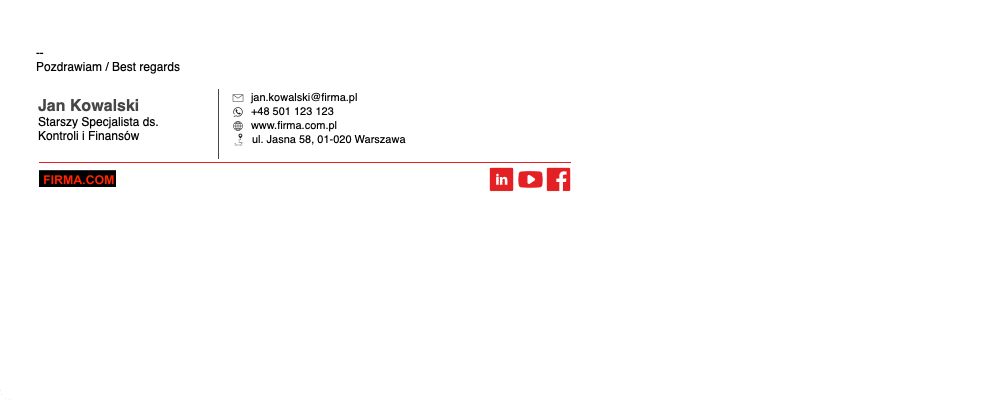 --
Pozdrawiam / Best regards
Jan Kowalski
Starszy Specjalista ds.
Kontroli i Finansów
jan.kowalski@firma.pl
+48 501 123 123
www.firma.com.pl
ul. Jasna 58, 01-020 Warszawa
FIRMA.COM
in